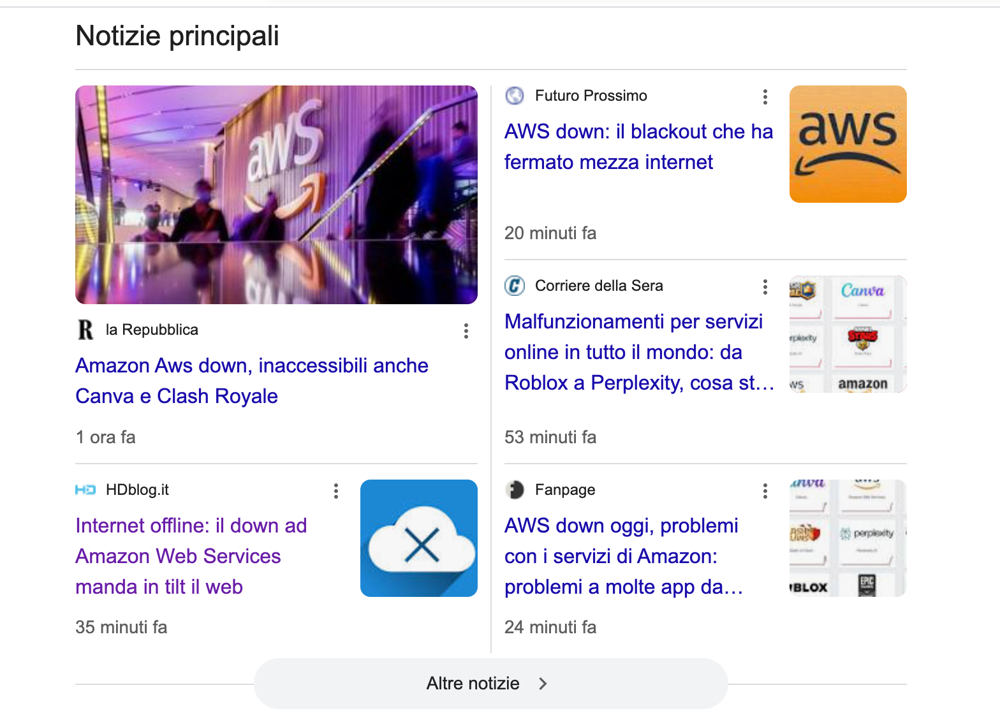 Notizie principali
aws
la Repubblica
Amazon Aws down, inaccessibili anche
Canva e Clash Royale
1 ora fa
HDblog.it
Internet offline: il down ad
Amazon Web Services
manda in tilt il web
35 minuti fa
Futuro Prossimo
AWS down: il blackout che ha
fermato mezza internet
20 minuti fa
aws
Corriere della Sera
Malfunzionamenti per servizi
online in tutto il mondo: da
Roblox a Perplexity, cosa st…
53 minuti fa
Canva
rplexity
STARS
ws
amazon
Fanpage
AWS down oggi, problemi
con i servizi di Amazon:
problemi a molte app da…
24 minuti fa
perplexity
BLOX
EPIC
Altre notizie